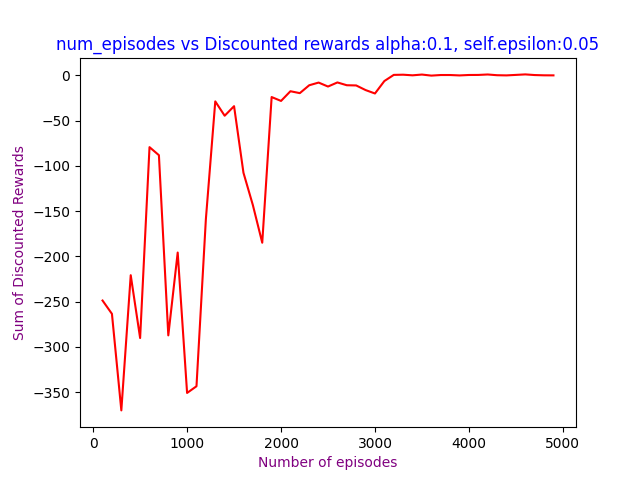 num_episodes vs Discounted rewards alpha:0.1, self.epsilon:0.05
0
−50
−100
−150
−200
−250
−300
−350
Sum of Discounted Rewards
0 1000 2000 3000 4000 5000
Number of episodes